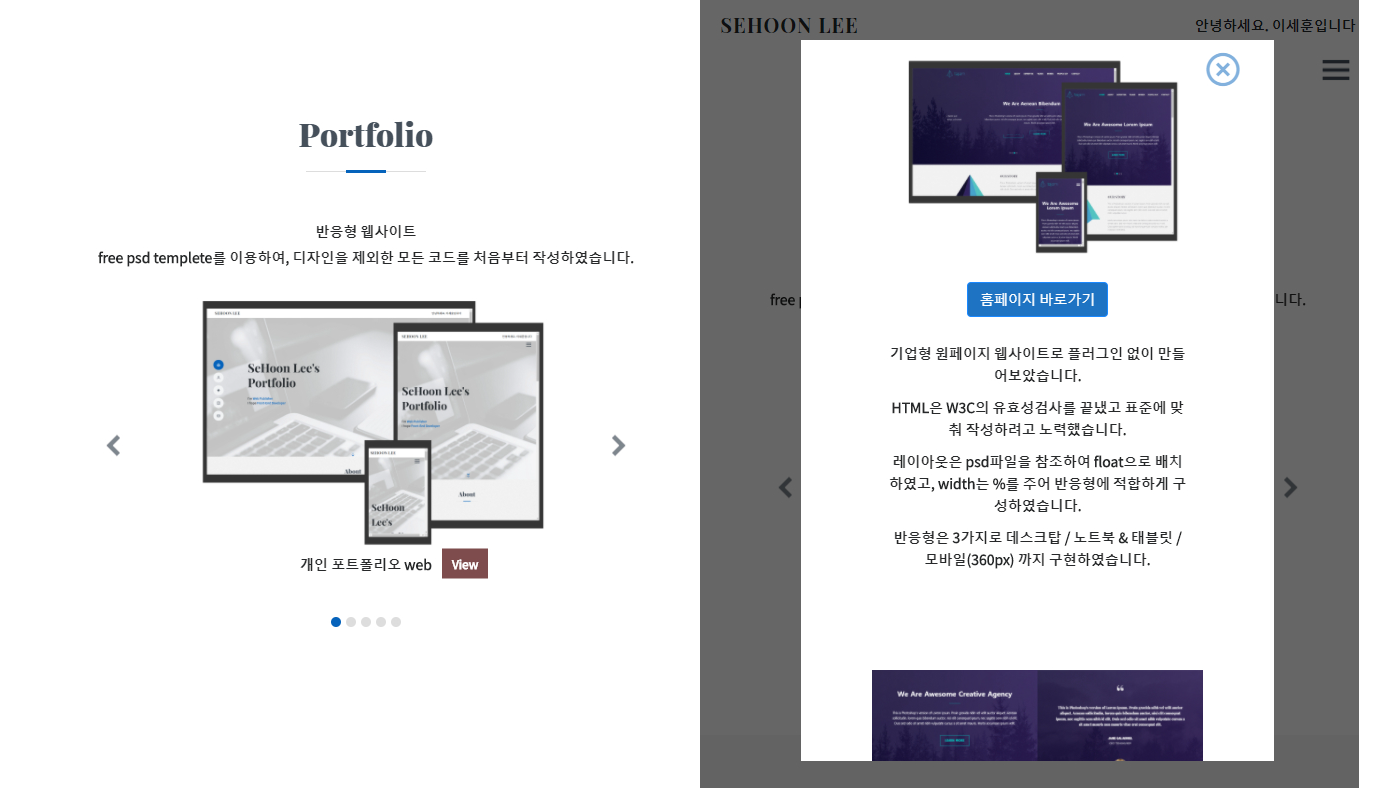 Portfolio
반응형 웹사이트
free psd templete를 이용하여, 디자인을 제외한 모든 코드를 처음부터 작성하였습니다.
SEHOON LEE
SeHoon Lee's
Portfolio
About
SEHOON LEE
SeHoon Lee's
Portfolio
About
SEHOON LEE
SeHoon
Lee's
개인 포트폴리오 web
View
SEHOON LEE
안녕하세요. 이세훈입니다
free p
니다.
We Are Aenean Bibendum
We Are Awesome Lorem Ipsum
We Are Awesome
Lorem Ipsum
홈페이지 바로가기
기업형 원페이지 웹사이트로 플러그인 없이 만들
어보았습니다.
HTML은 W3C의 유효성검사를 끝냈고 표준에 맞
춰 작성하려고 노력했습니다.
레이아웃은 psd파일을 참조하여 float으로 배치
하였고, width는 %를 주어 반응형에 적합하게 구
성하였습니다.
반응형은 3가지로 데스크탑 / 노트북 & 태블릿 /
모바일(360px) 까지 구현하였습니다.
We Are Awesome Creative Agency
LEARN MORE